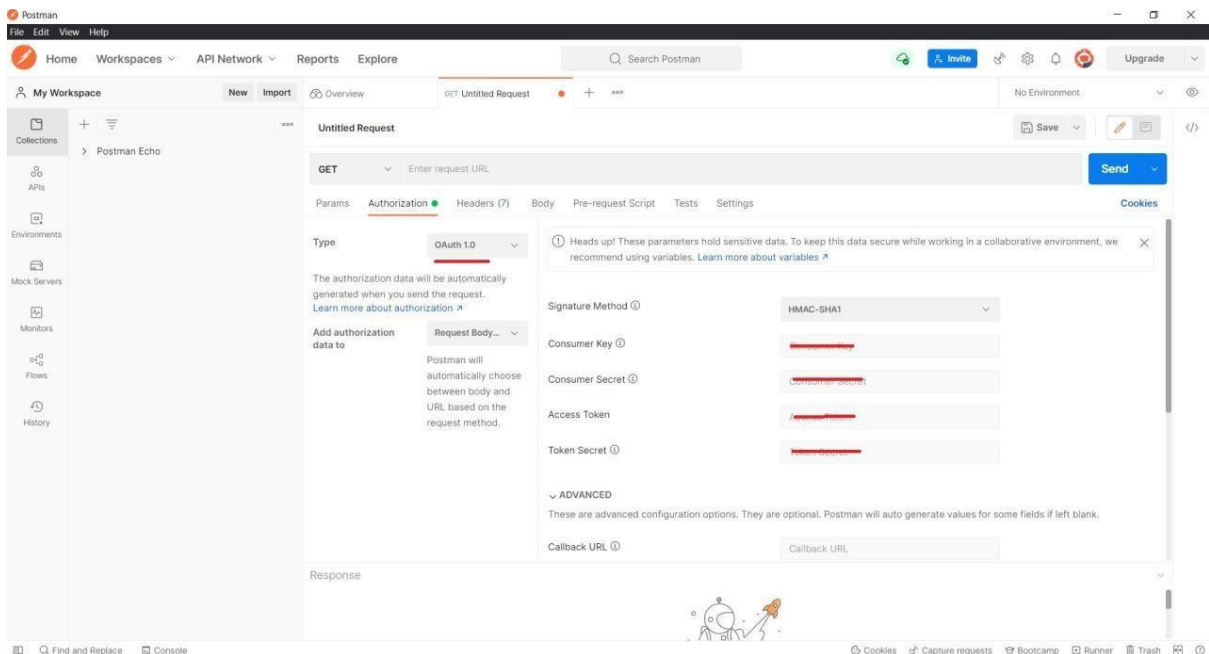 Postman
File Edit View Help
Home Workspaces API Network Reports Explore Search Postman Invite Upgrade
My Workspace New Import Overview GET Untitled Request No Environment
Collections
APIs
Environments
Mock Servers
Monitors
Flows
History
Postman Echo
Untitled Request Save
GET Enter request URL Send
Params Authorization Headers (7) Body Pre-request Script Tests Settings Cookies
Type OAuth 1.0
The authorization data will be automatically
generated when you send the request.
Learn more about authorization
Add authorization
data to
Request Body...
Postman will
automatically choose
between body and
URL based on the
request method.
Heads up! These parameters hold sensitive data. To keep this data secure while working in a collaborative environment, we
recommend using variables. Learn more about variables
Signature Method HMAC-SHA1
Consumer Key Consumer Key
Consumer Secret Consumer Secret
Access Token Access Token
Token Secret Token Secret
ADVANCED
These are advanced configuration options. They are optional. Postman will auto generate values for some fields if left blank.
Callback URL Callback URL
Response
Find and Replace Console Cookies Capture requests Bootcamp Runner Trash